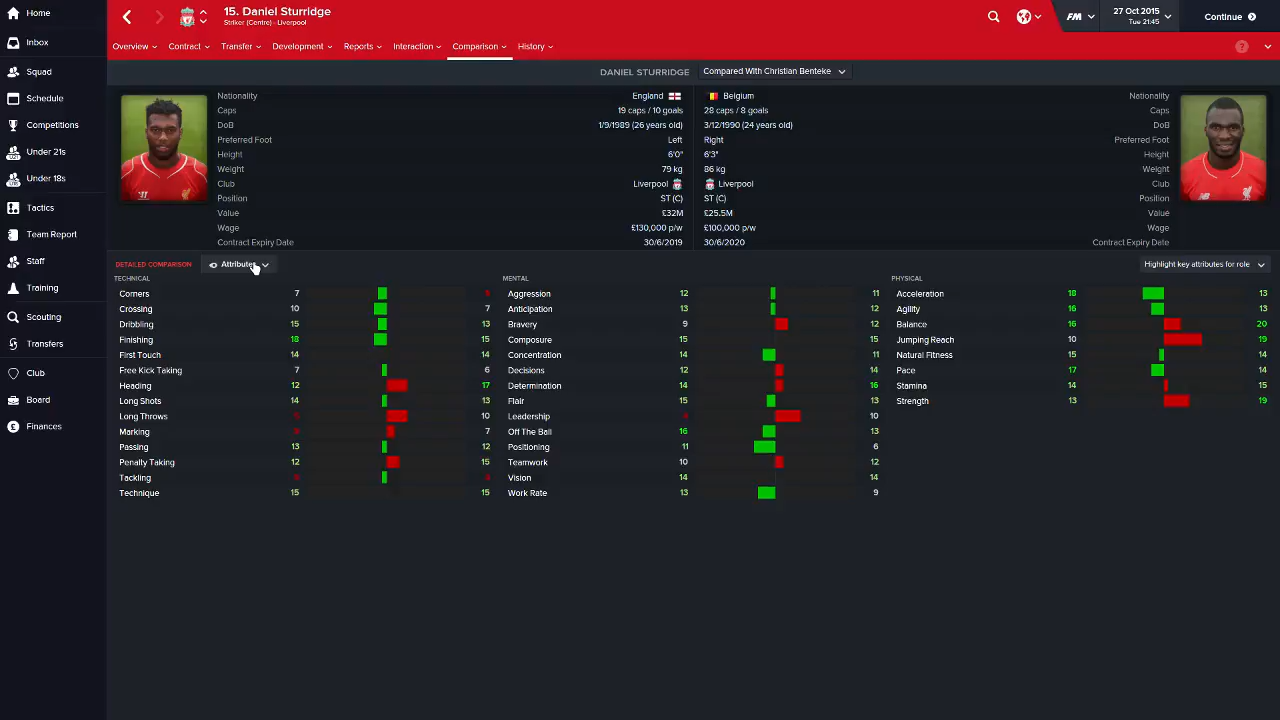 Home
Inbox
Squad
Schedule
Competitions
Under 21s
Under 18s
Tactics
Team Report
Staff
Training
Scouting
Transfers
Club
Board
Finances
15. Daniel Sturridge
Striker (Centre) - Liverpool
FM
27 Oct 2015
Tue 21:45
Continue
Overview Contract Transfer Development Reports Interaction Comparison History
?
DANIEL STURRIDGE Compared With Christian Benteke
Nationality England Belgium Nationality
Caps 19 caps / 10 goals 28 caps / 8 goals Caps
DoB 1/9/1989 (26 years old) 3/12/1990 (24 years old) DoB
Preferred Foot Left Right Preferred Foot
Height 6'0" 6'3" Height
Weight 79 kg 86 kg Weight
Club Liverpool Liverpool Club
Position ST (C) ST (C) Position
Value £32M £25.5M Value
Wage £130,000 p/w £100,000 p/w Wage
Contract Expiry Date 30/6/2019 30/6/2020 Contract Expiry Date
DETAILED COMPARISON Attributes Highlight key attributes for role
TECHNICAL
Corners 7
Crossing 10 7
Dribbling 15 13
Finishing 18 15
First Touch 14 14
Free Kick Taking 7 6
Heading 12 17
Long Shots 14 13
Long Throws 10
Marking 7
Passing 13 12
Penalty Taking 12 15
Tackling
Technique 15 15
MENTAL
Aggression 12 11
Anticipation 13 12
Bravery 9 12
Composure 15 15
Concentration 14 11
Decisions 12 14
Determination 14 16
Flair 15 13
Leadership 10
Off The Ball 16 13
Positioning 11 6
Teamwork 10 12
Vision 14 14
Work Rate 13 9
PHYSICAL
Acceleration 18 13
Agility 16 13
Balance 16 20
Jumping Reach 10 19
Natural Fitness 15 14
Pace 17 14
Stamina 14 15
Strength 13 19